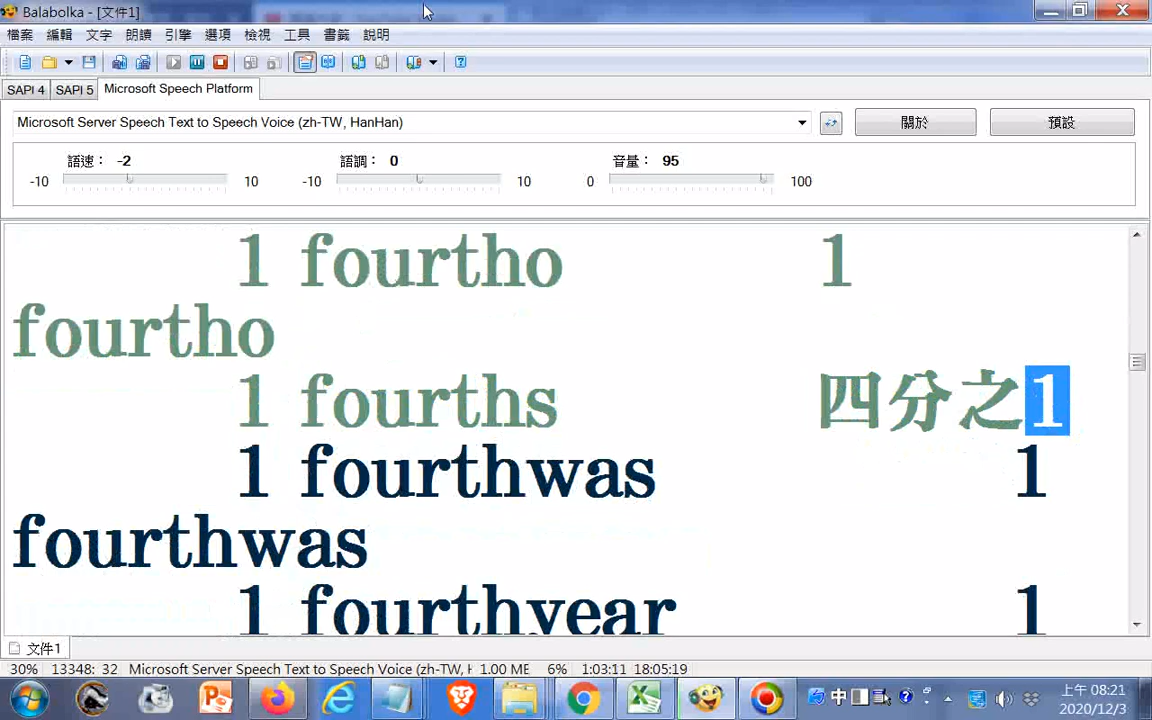 Balabolka - [文件1]
檔案 編輯 文字 朗讀 引擎 選項 檢視 工具 書籤 說明
SAPI 4 SAPI 5 Microsoft Speech Platform
Microsoft Server Speech Text to Speech Voice (zh-TW, HanHan) 關於 預設
語速： -2 語調： 0 音量： 95
-10 10 -10 10 0 100
1 fourtho 1
fourtho
1 fourths 四分之1
1 fourthwas 1
fourthwas
1 fourthyear 1
文件1
30% 13348: 32 Microsoft Server Speech Text to Speech Voice (zh-TW, H 1.00 ME 6% 1:03:11 18:05:19
中 上午 08:21
2020/12/3